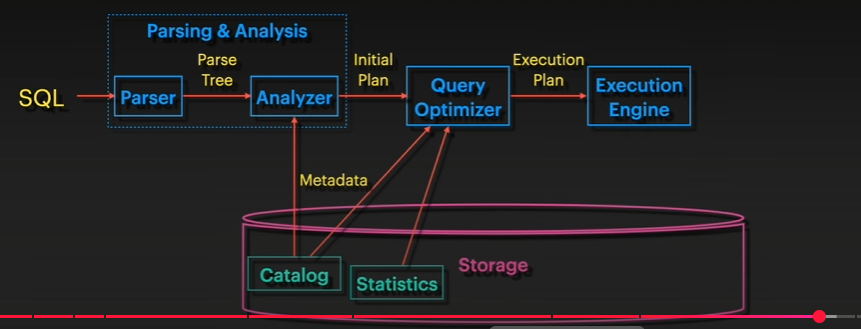 Parsing & Analysis
Parse
Tree
Initial
Plan
Execution
Plan
SQL
Parser
Analyzer
Query
Optimizer
Execution
Engine
Metadata
Storage
Catalog
Statistics